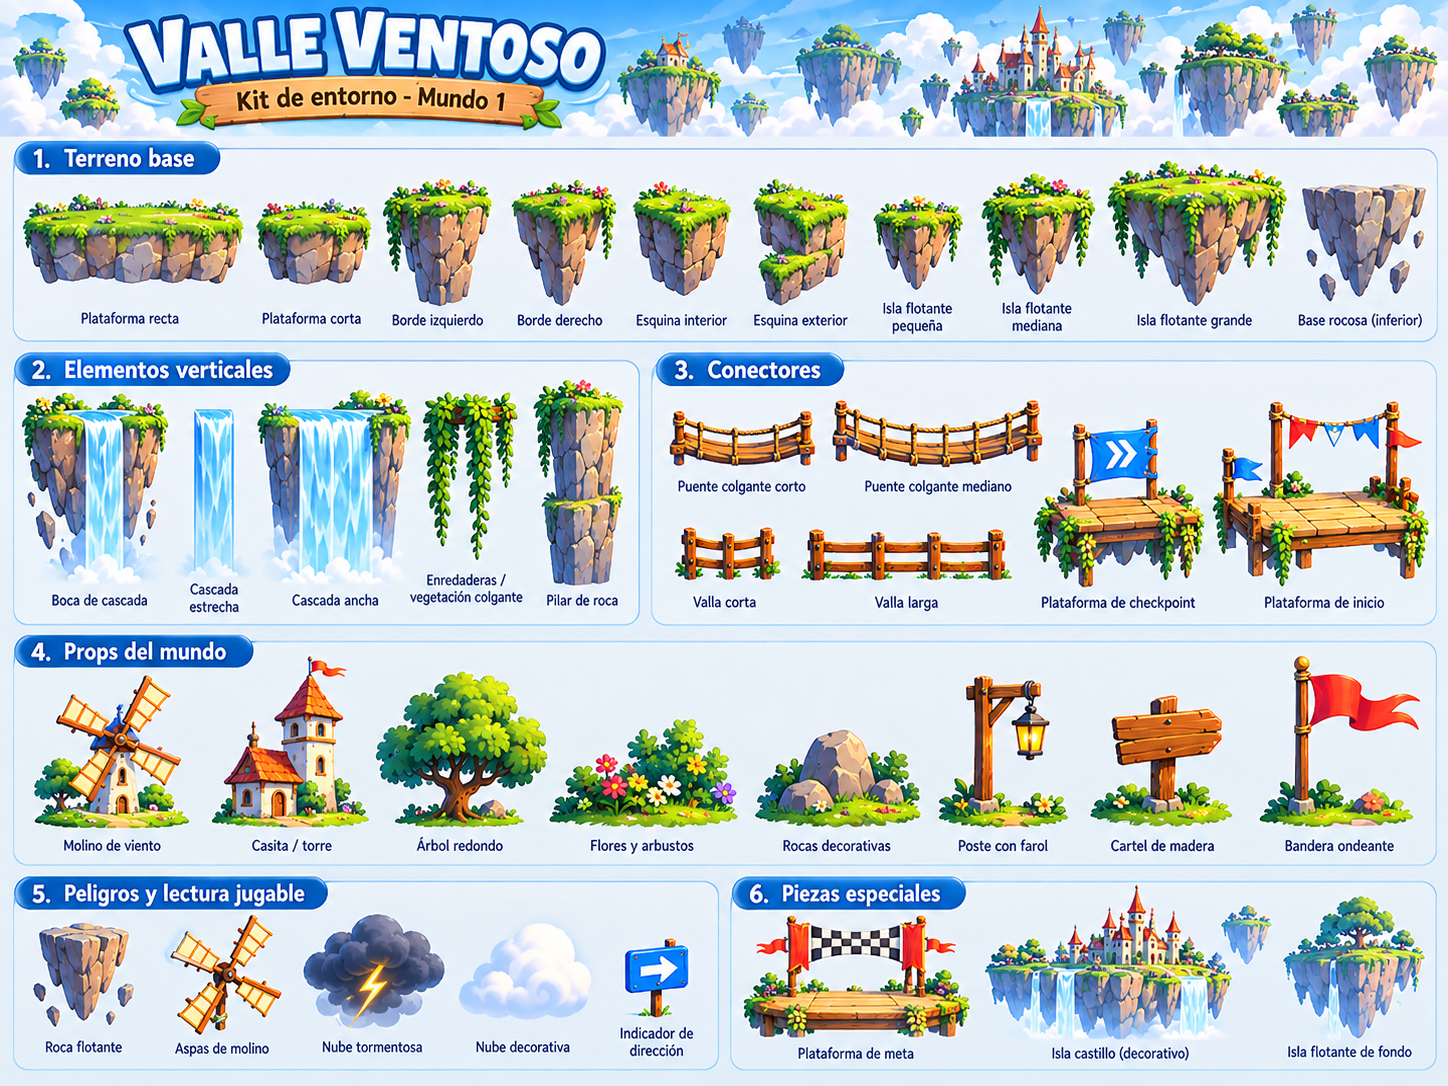 VALLE VENTOSO
Kit de entorno - Mundo 1
1. Terreno base
Plataforma recta
Plataforma corta
Borde izquierdo
Borde derecho
Esquina interior
Esquina exterior
Isla flotante
pequeña
Isla flotante
mediana
Isla flotante grande
Base rocosa (inferior)
2. Elementos verticales
Boca de cascada
Cascada
estrecha
Cascada ancha
Enredaderas /
vegetación colgante
Pilar de roca
3. Conectores
Puente colgante corto
Puente colgante mediano
Valla corta
Valla larga
Plataforma de checkpoint
Plataforma de inicio
4. Props del mundo
Molino de viento
Casita / torre
Árbol redondo
Flores y arbustos
Rocas decorativas
Poste con farol
Cartel de madera
Bandera ondeante
5. Peligros y lectura jugable
Roca flotante
Aspas de molino
Nube tormentosa
Nube decorativa
Indicador de
dirección
6. Piezas especiales
Plataforma de meta
Isla castillo (decorativo)
Isla flotante de fondo